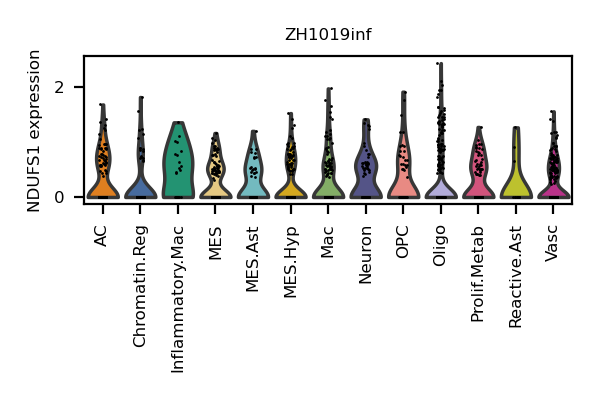 ZH1019inf
NDUFS1 expression
2
0
AC
Chromatin.Reg
Inflammatory.Mac
MES
MES.Ast
MES.Hyp
Mac
Neuron
OPC
Oligo
Prolif.Metab
Reactive.Ast
Vasc